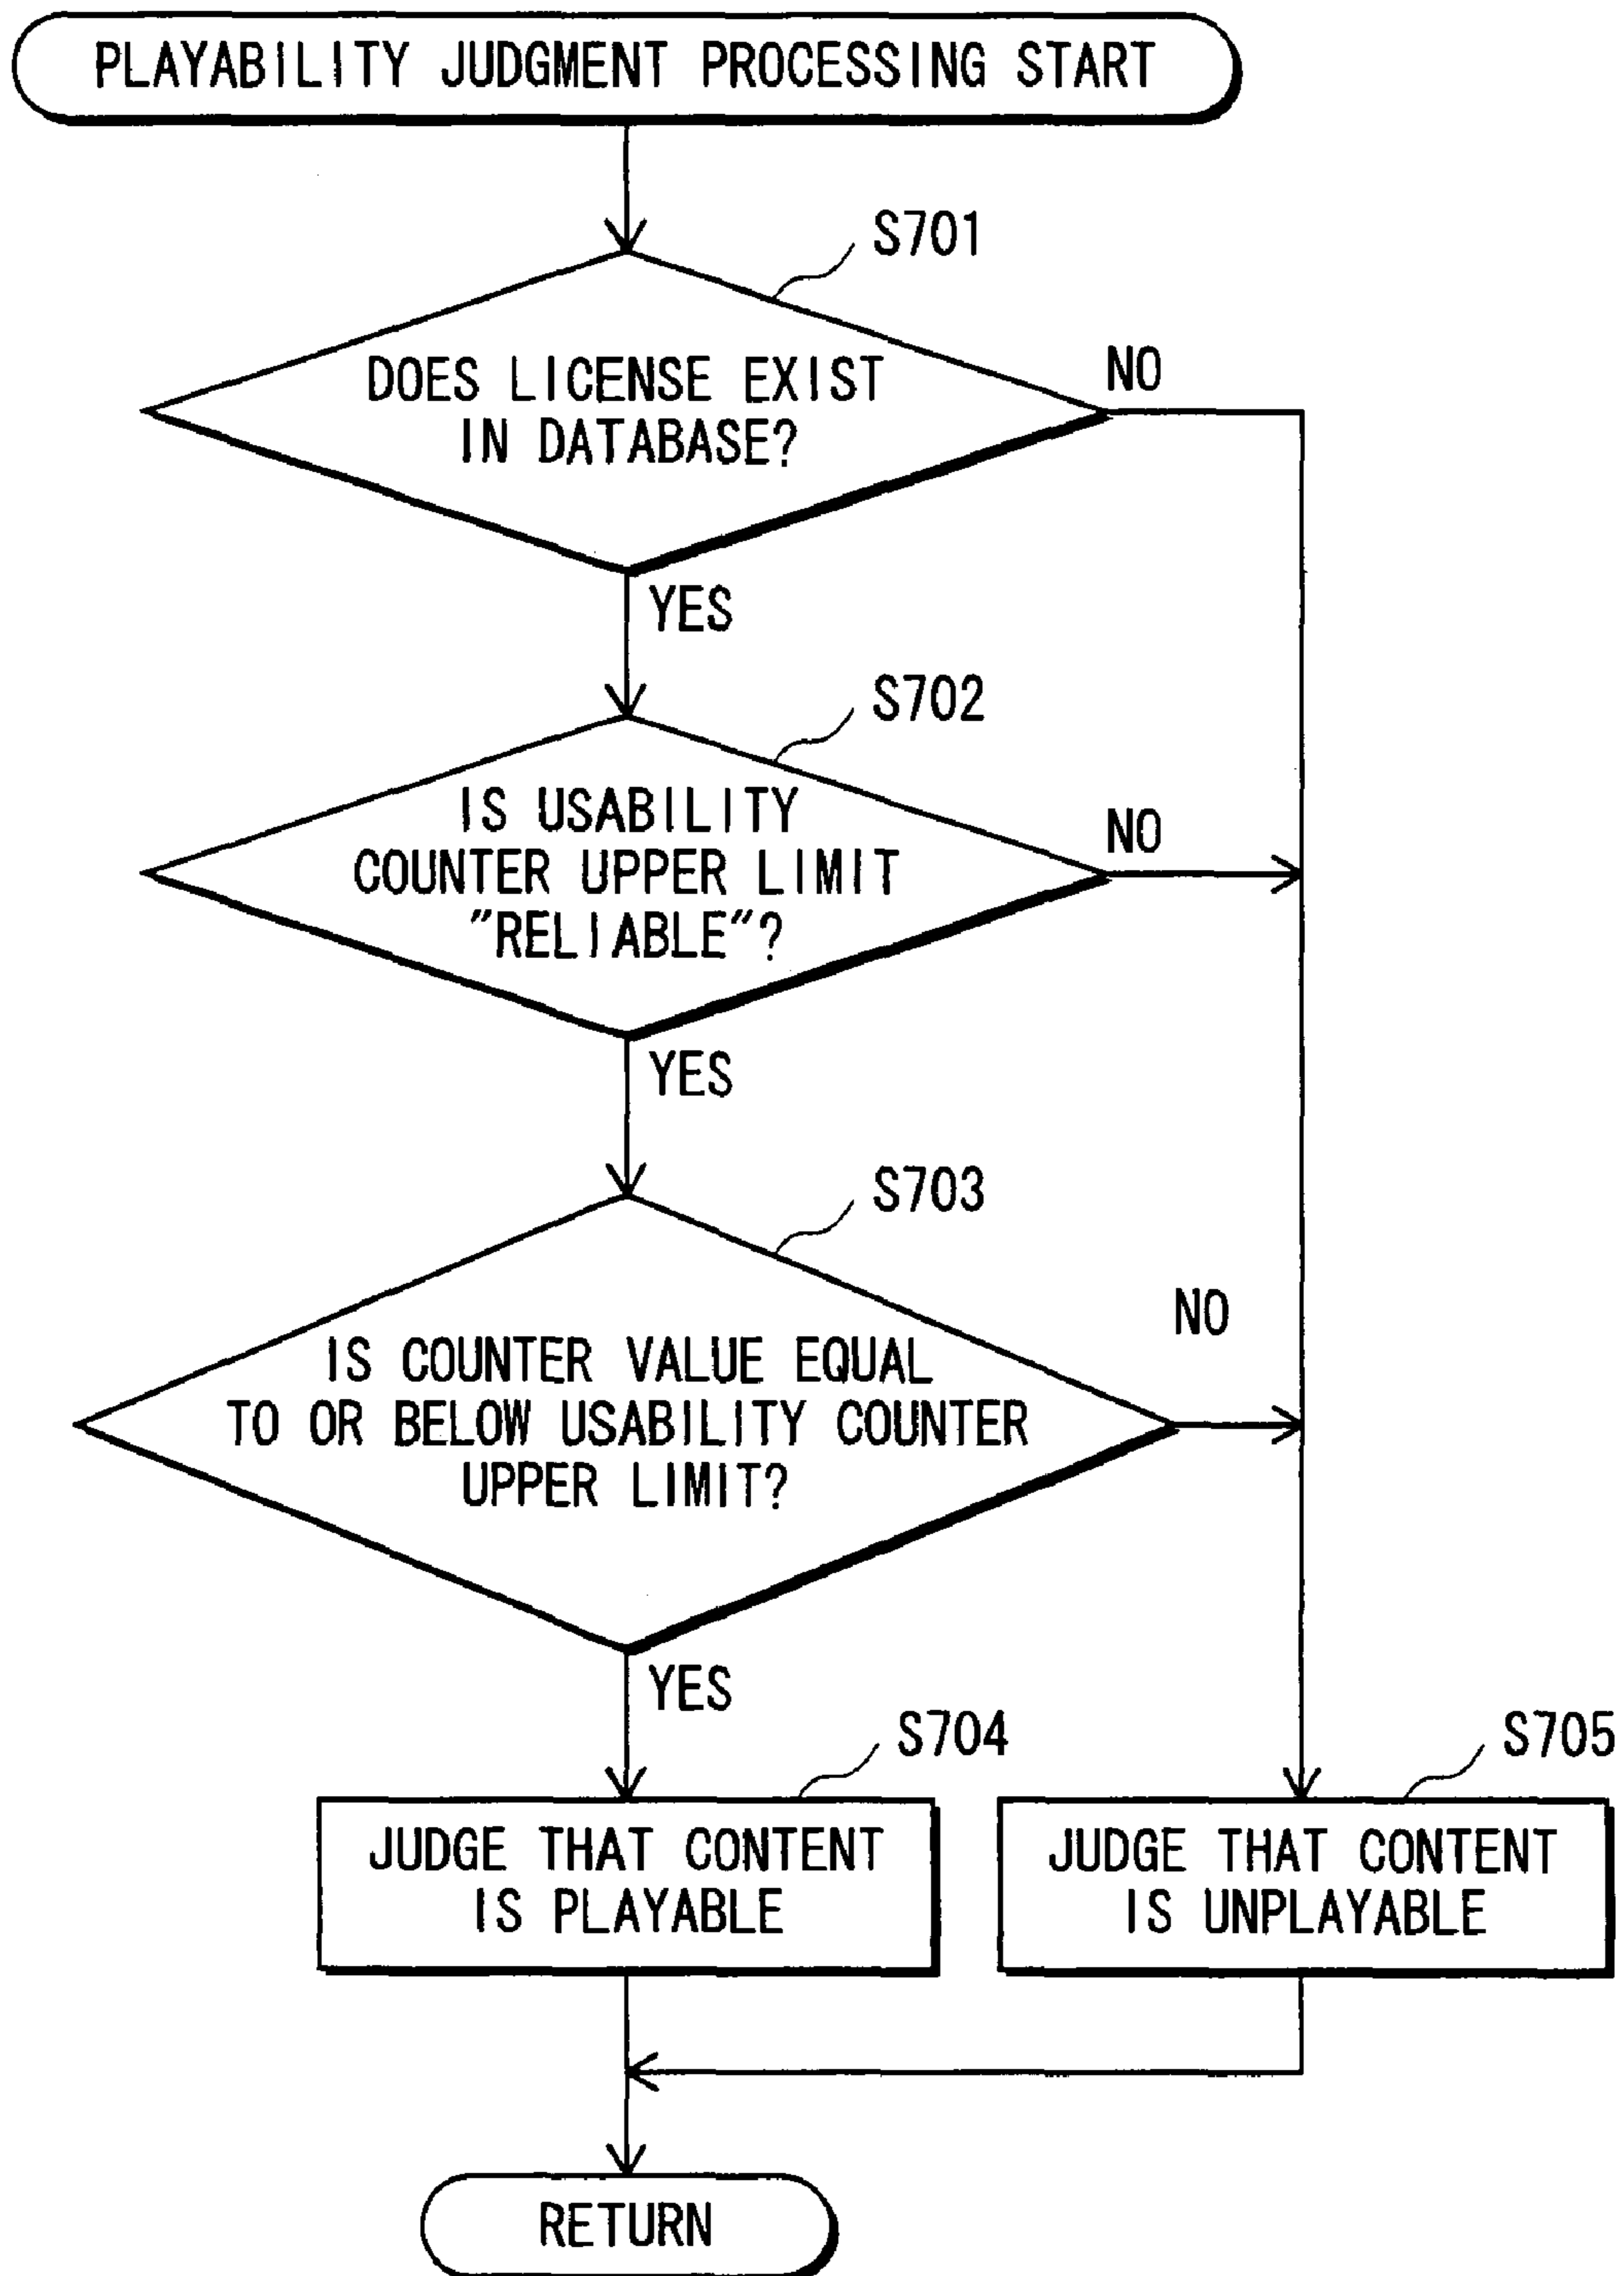 PLAYABILITY JUDGMENT PROCESSING START
S701
DOES LICENSE EXIST
IN DATABASE?
NO
YES
S702
IS USABILITY
COUNTER UPPER LIMIT
"RELIABLE"?
NO
YES
S703
IS COUNTER VALUE EQUAL
TO OR BELOW USABILITY COUNTER
UPPER LIMIT?
NO
YES
S704
JUDGE THAT CONTENT
IS PLAYABLE
S705
JUDGE THAT CONTENT
IS UNPLAYABLE
RETURN